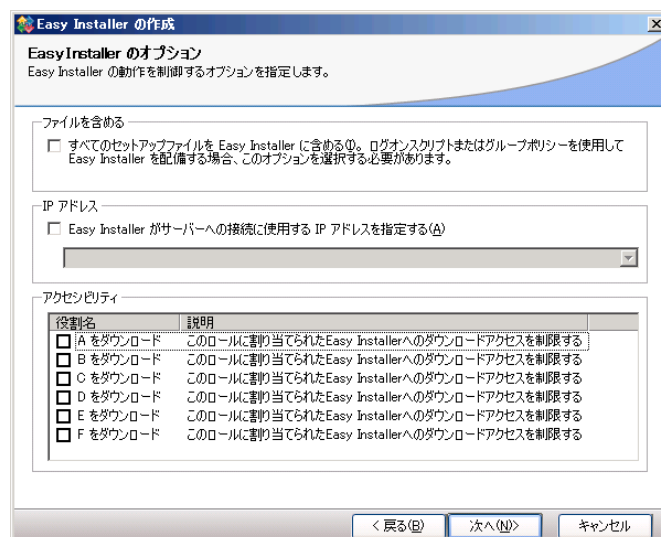 Easy Installer の作成
Easy Installer のオプション
Easy Installer の動作を制御するオプションを指定します。
ファイルを含める
すべてのセットアップファイルを Easy Installer に含める(I)。ログオンスクリプトまたはグループポリシーを使用して
Easy Installer を配備する場合、このオプションを選択する必要があります。
IP アドレス
Easy Installer がサーバーへの接続に使用する IP アドレスを指定する(A)
アクセシビリティ
役割名 説明
A をダウンロード このロールに割り当てられたEasy Installerへのダウンロードアクセスを制限する
B をダウンロード このロールに割り当てられたEasy Installerへのダウンロードアクセスを制限する
C をダウンロード このロールに割り当てられたEasy Installerへのダウンロードアクセスを制限する
D をダウンロード このロールに割り当てられたEasy Installerへのダウンロードアクセスを制限する
E をダウンロード このロールに割り当てられたEasy Installerへのダウンロードアクセスを制限する
F をダウンロード このロールに割り当てられたEasy Installerへのダウンロードアクセスを制限する
< 戻る(B) 次へ(N)> キャンセル